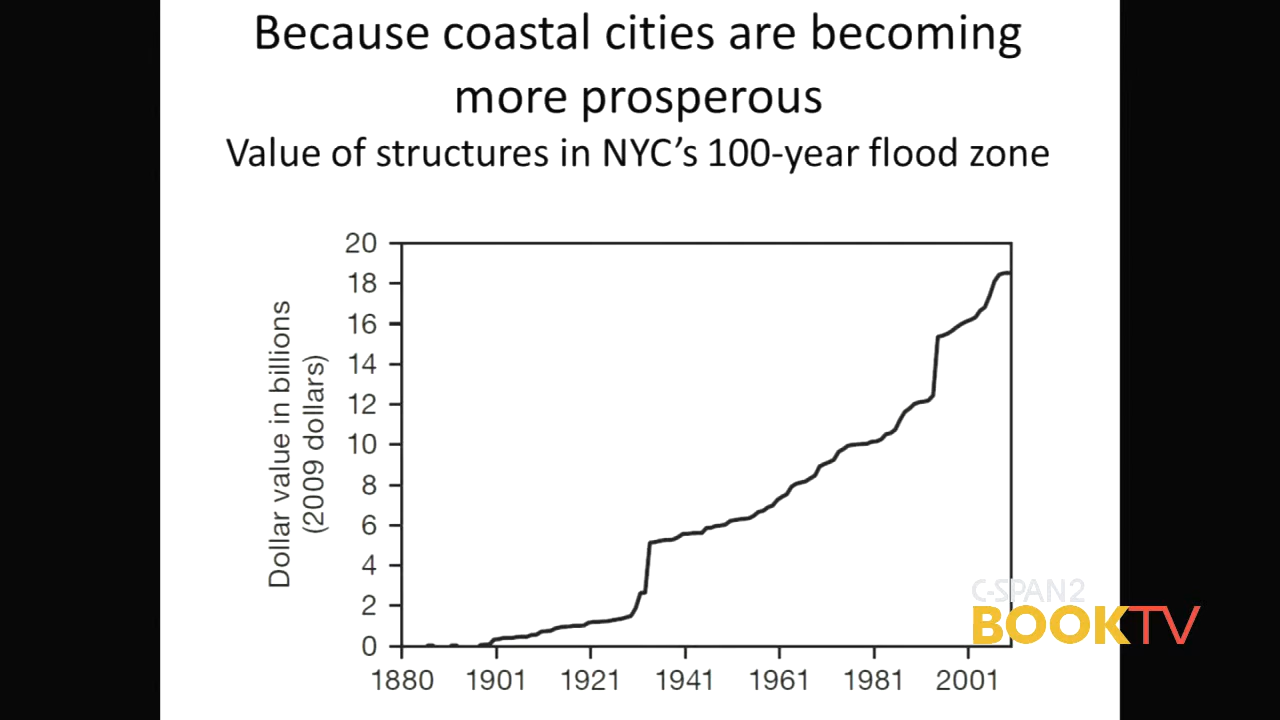 Because coastal cities are becoming
more prosperous
Value of structures in NYC’s 100-year flood zone
Dollar value in billions
(2009 dollars)
20
18
16
14
12
10
8
6
4
2
0
1880 1901 1921 1941 1961 1981 2001
C-SPAN2
BOOKTV